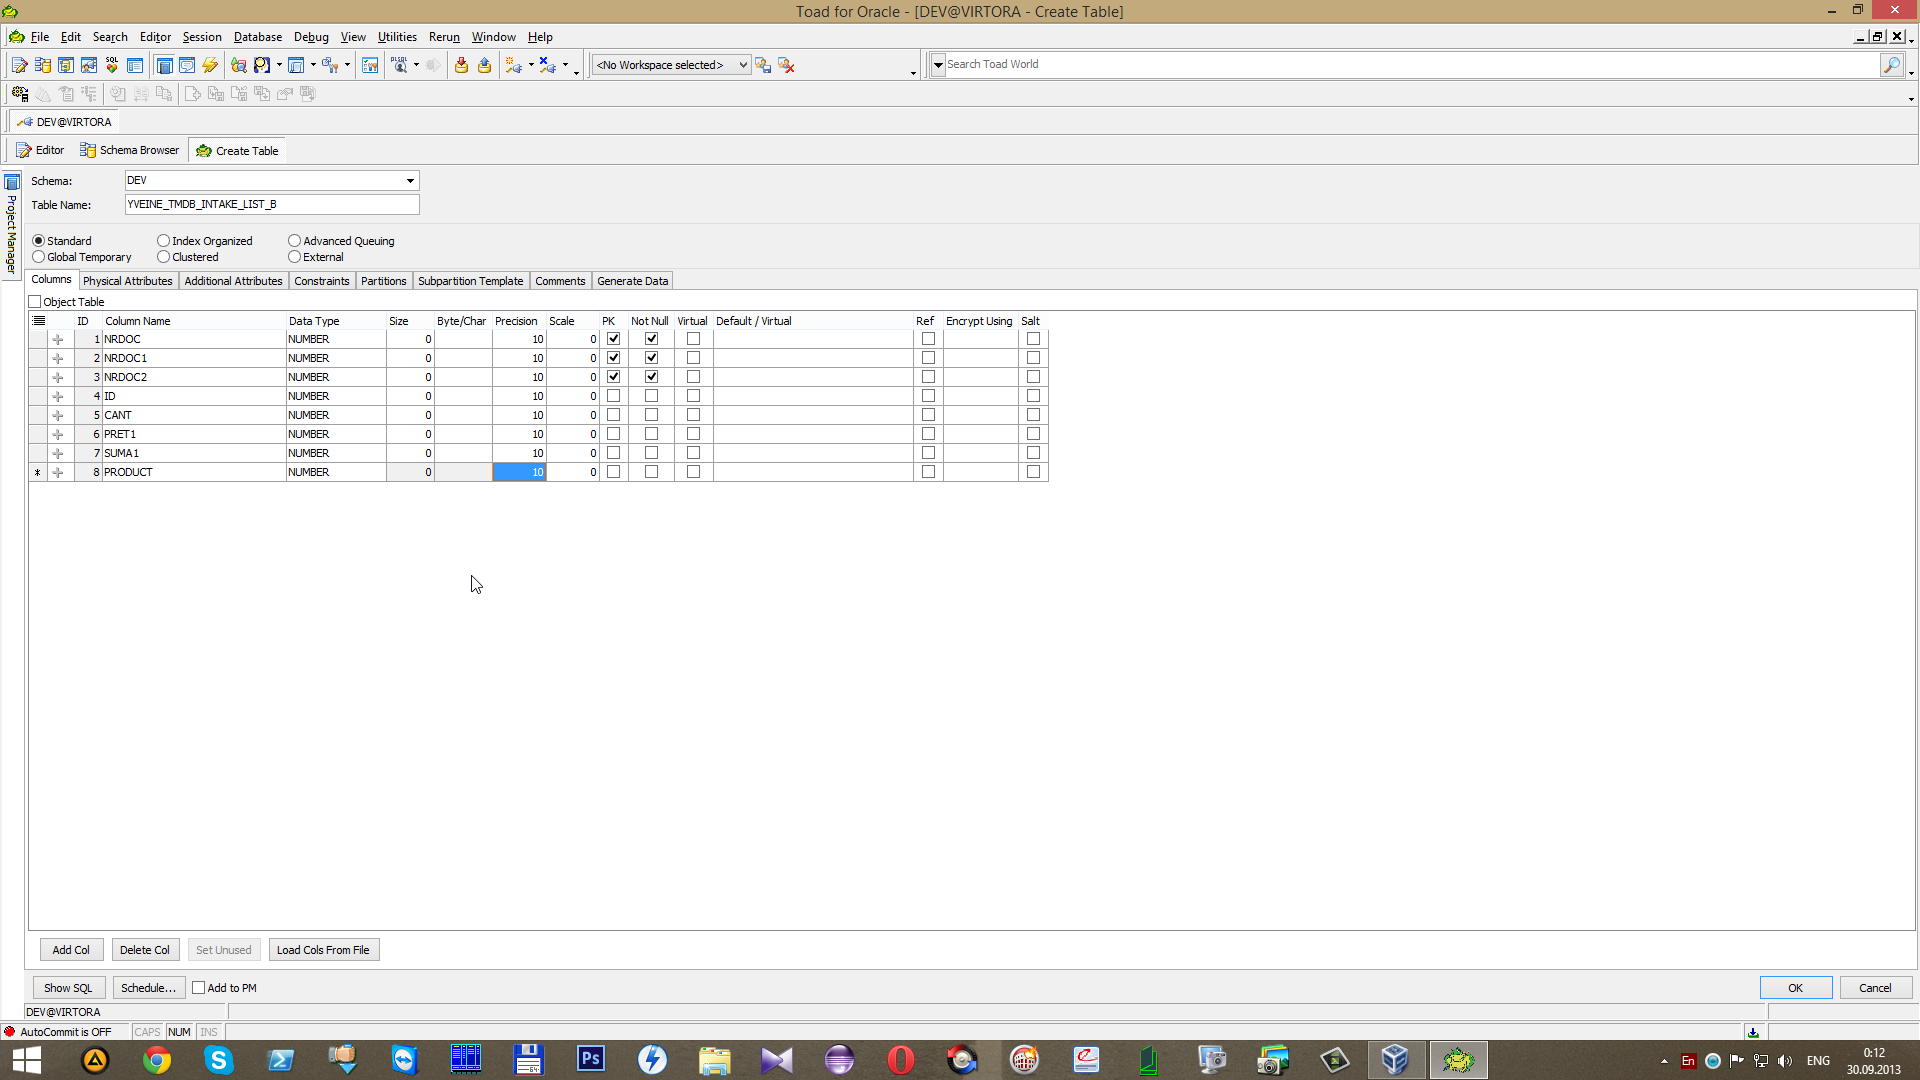 Toad for Oracle - [DEV@VIRTORA - Create Table]
File Edit Search Editor Session Database Debug View Utilities Rerun Window Help
SQL
<No Workspace selected>
Search Toad World
DEV@VIRTORA
Editor Schema Browser Create Table
Project Manager
Schema: DEV
Table Name: YVEINE_TMDB_INTAKE_LIST_B
Standard Index Organized Advanced Queuing
Global Temporary Clustered External
Columns Physical Attributes Additional Attributes Constraints Partitions Subpartition Template Comments Generate Data
Object Table
ID Column Name Data Type Size Byte/Char Precision Scale PK Not Null Virtual Default / Virtual Ref Encrypt Using Salt
1 NRDOC NUMBER 0 10 0
2 NRDOC1 NUMBER 0 10 0
3 NRDOC2 NUMBER 0 10 0
4 ID NUMBER 0 10 0
5 CANT NUMBER 0 10 0
6 PRET1 NUMBER 0 10 0
7 SUMA1 NUMBER 0 10 0
* 8 PRODUCT NUMBER 0 10 0
Add Col Delete Col Set Unused Load Cols From File
Show SQL Schedule... Add to PM OK Cancel
DEV@VIRTORA
AutoCommit is OFF CAPS NUM INS
Ps
64
En ENG 0:12
30.09.2013